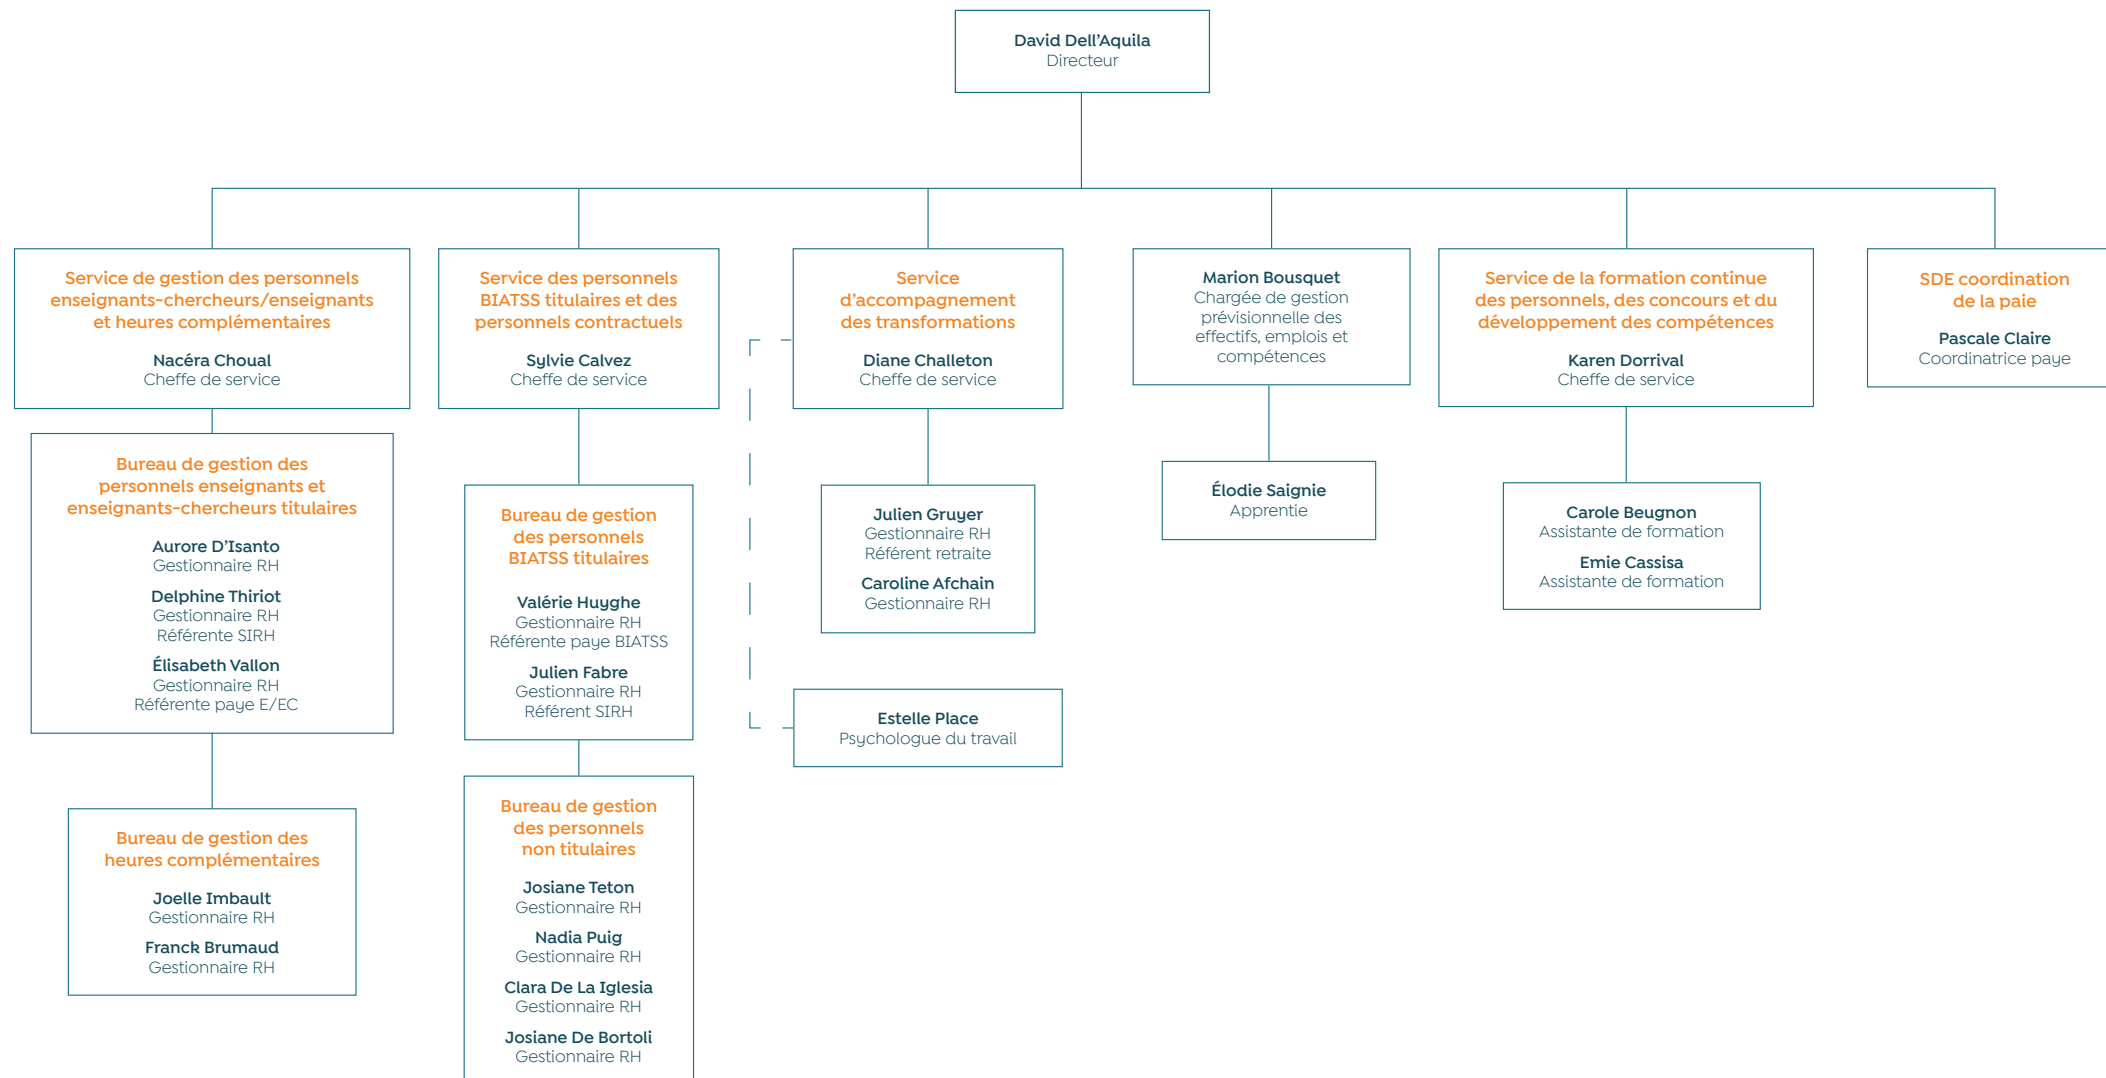 David Dell’Aquila
Directeur
Service de gestion des personnels
enseignants-chercheurs/enseignants
et heures complémentaires
Nacéra Choual
Cheffe de service
Bureau de gestion des
personnels enseignants et
enseignants-chercheurs titulaires
Aurore D’Isanto
Gestionnaire RH
Delphine Thiriot
Gestionnaire RH
Référente SIRH
Élisabeth Vallon
Gestionnaire RH
Référente paye E/EC
Bureau de gestion des
heures complémentaires
Joelle Imbault
Gestionnaire RH
Franck Brumaud
Gestionnaire RH
Service des personnels
BIATSS titulaires et des
personnels contractuels
Sylvie Calvez
Cheffe de service
Bureau de gestion
des personnels
BIATSS titulaires
Valérie Huyghe
Gestionnaire RH
Référente paye BIATSS
Julien Fabre
Gestionnaire RH
Référent SIRH
Bureau de gestion
des personnels
non titulaires
Josiane Teton
Gestionnaire RH
Nadia Puig
Gestionnaire RH
Clara De La Iglesia
Gestionnaire RH
Josiane De Bortoli
Gestionnaire RH
Service
d’accompagnement
des transformations
Diane Challeton
Cheffe de service
Julien Gruyer
Gestionnaire RH
Référent retraite
Caroline Afchain
Gestionnaire RH
Estelle Place
Psychologue du travail
Marion Bousquet
Chargée de gestion
prévisionnelle des
effectifs, emplois et
compétences
Élodie Saignie
Apprentie
Service de la formation continue
des personnels, des concours et du
développement des compétences
Karen Dorrival
Cheffe de service
Carole Beugnon
Assistante de formation
Emie Cassisa
Assistante de formation
SDE coordination
de la paie
Pascale Claire
Coordinatrice paye